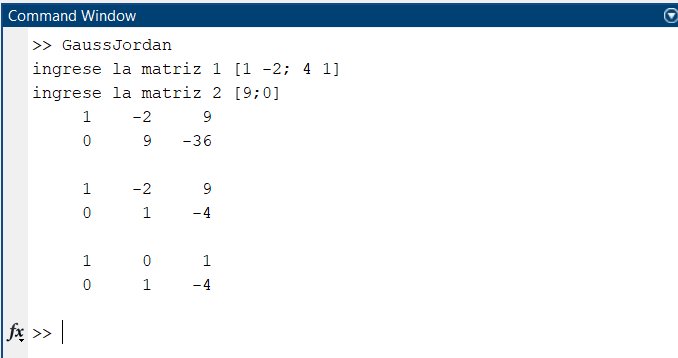 Command Window
>> GaussJordan
ingrese la matriz 1 [1 -2; 4 1]
ingrese la matriz 2 [9;0]
1 -2 9
0 9 -36
1 -2 9
0 1 -4
1 0 1
0 1 -4
fx >>